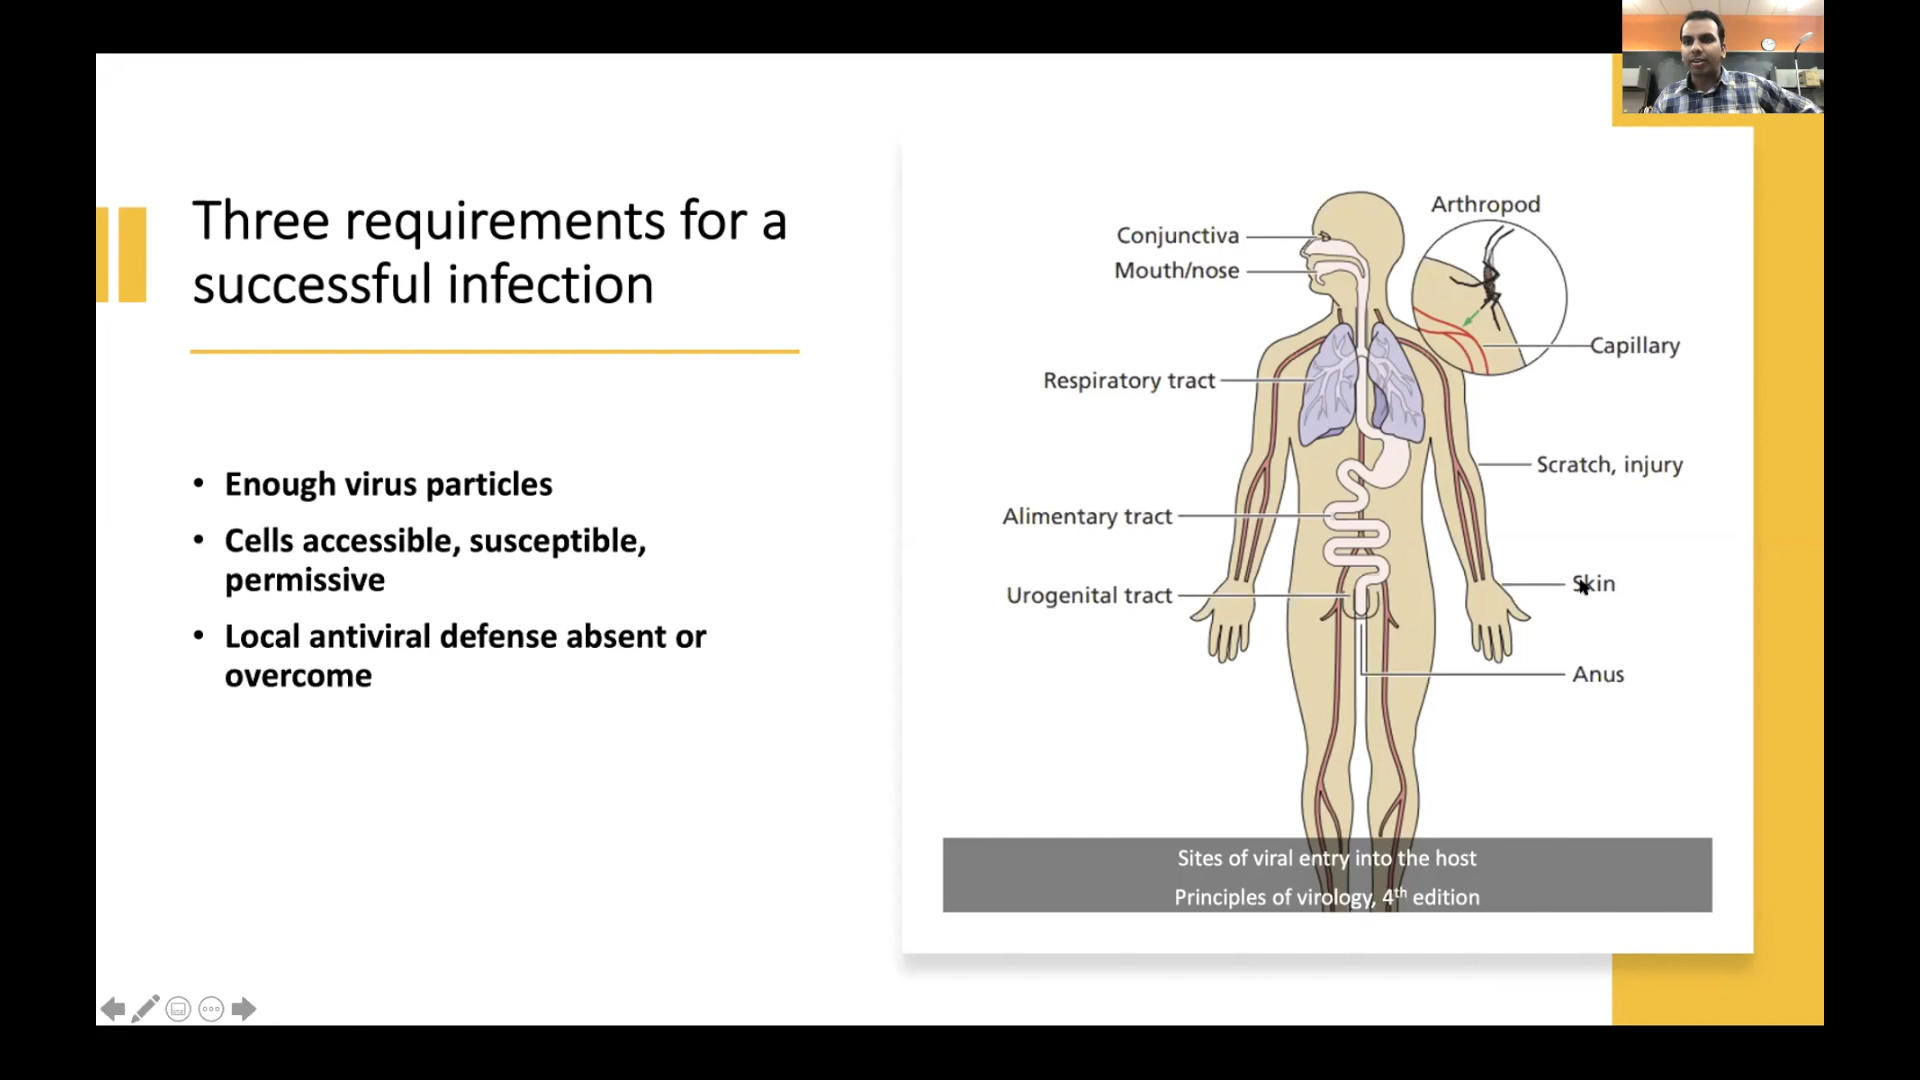 Three requirements for a
successful infection
• Enough virus particles
• Cells accessible, susceptible,
permissive
• Local antiviral defense absent or
overcome
Arthropod
Conjunctiva
Mouth/nose
Capillary
Respiratory tract
Scratch, injury
Alimentary tract
Skin
Urogenital tract
Anus
Sites of viral entry into the host
Principles of virology, 4th edition